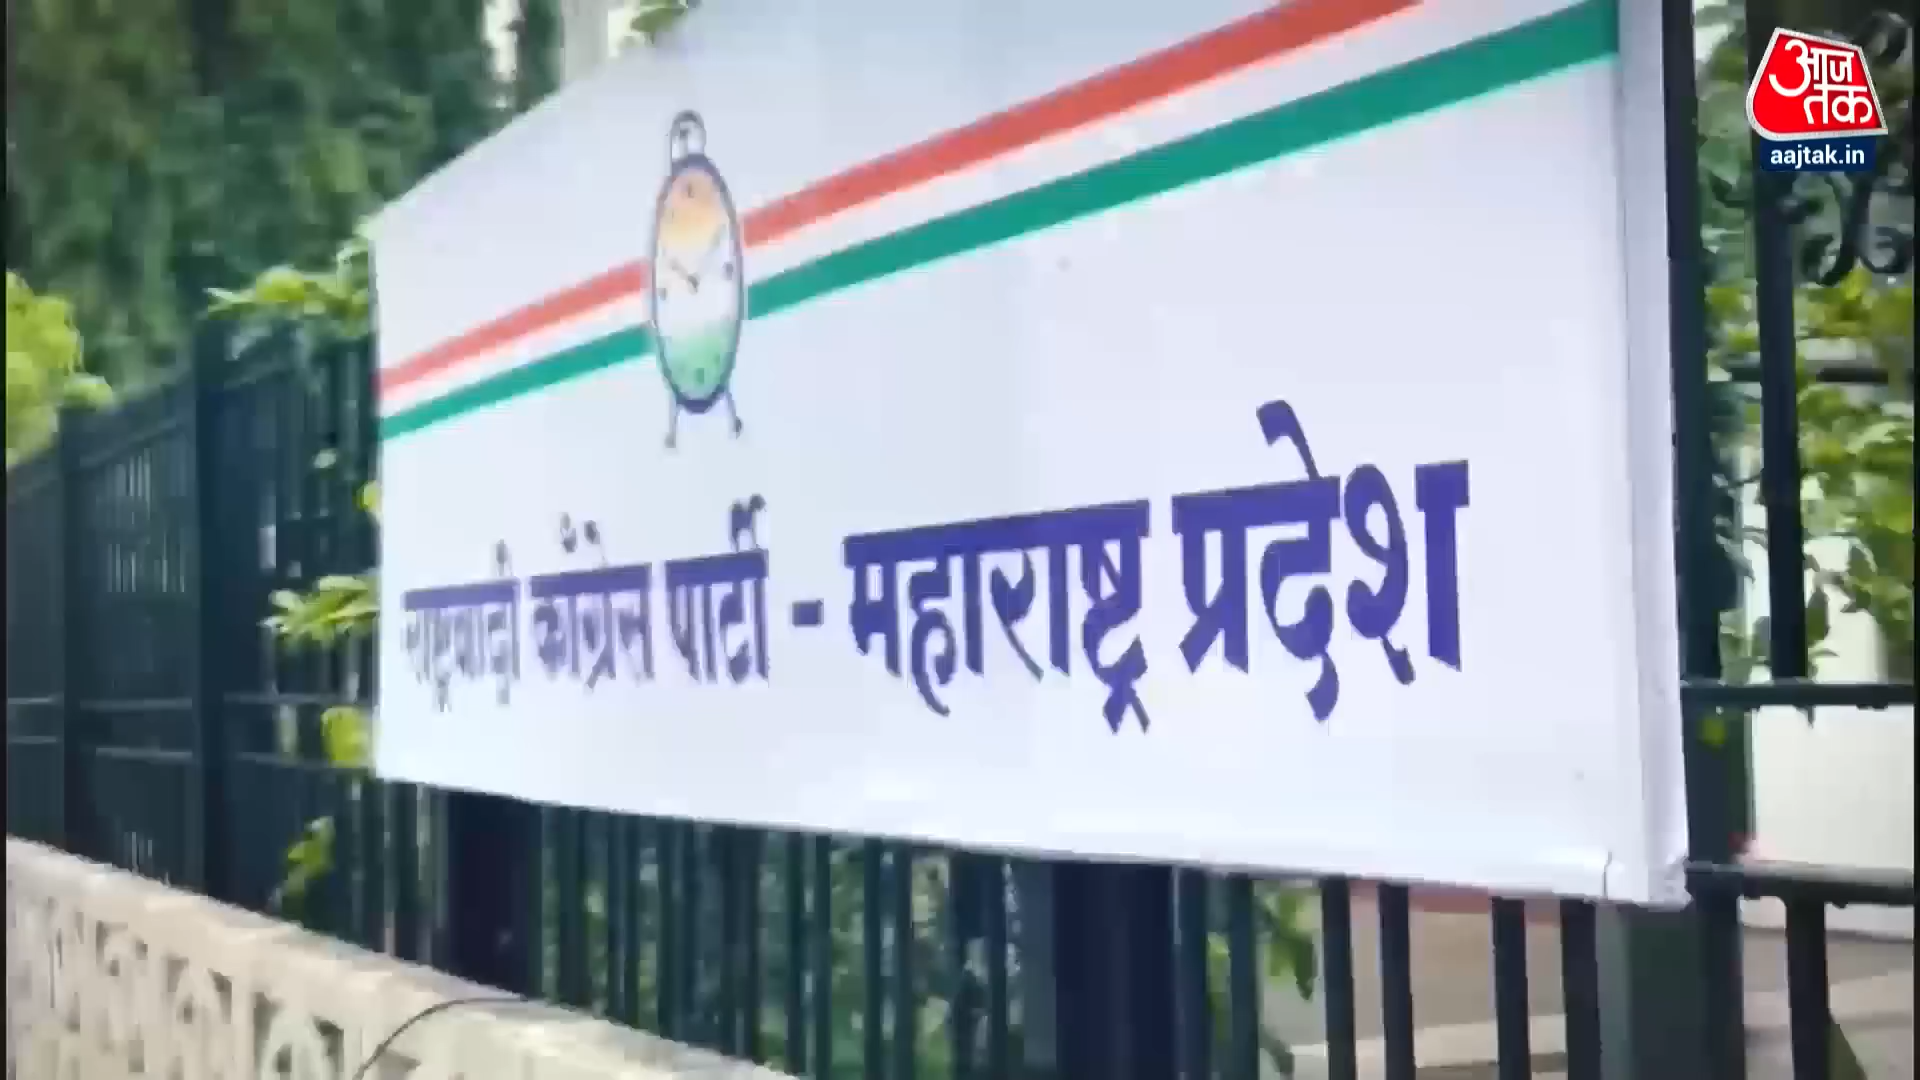 आज
तक
aajtak.in
राष्ट्रवादी काँग्रेस पार्टी - महाराष्ट्र प्रदेश